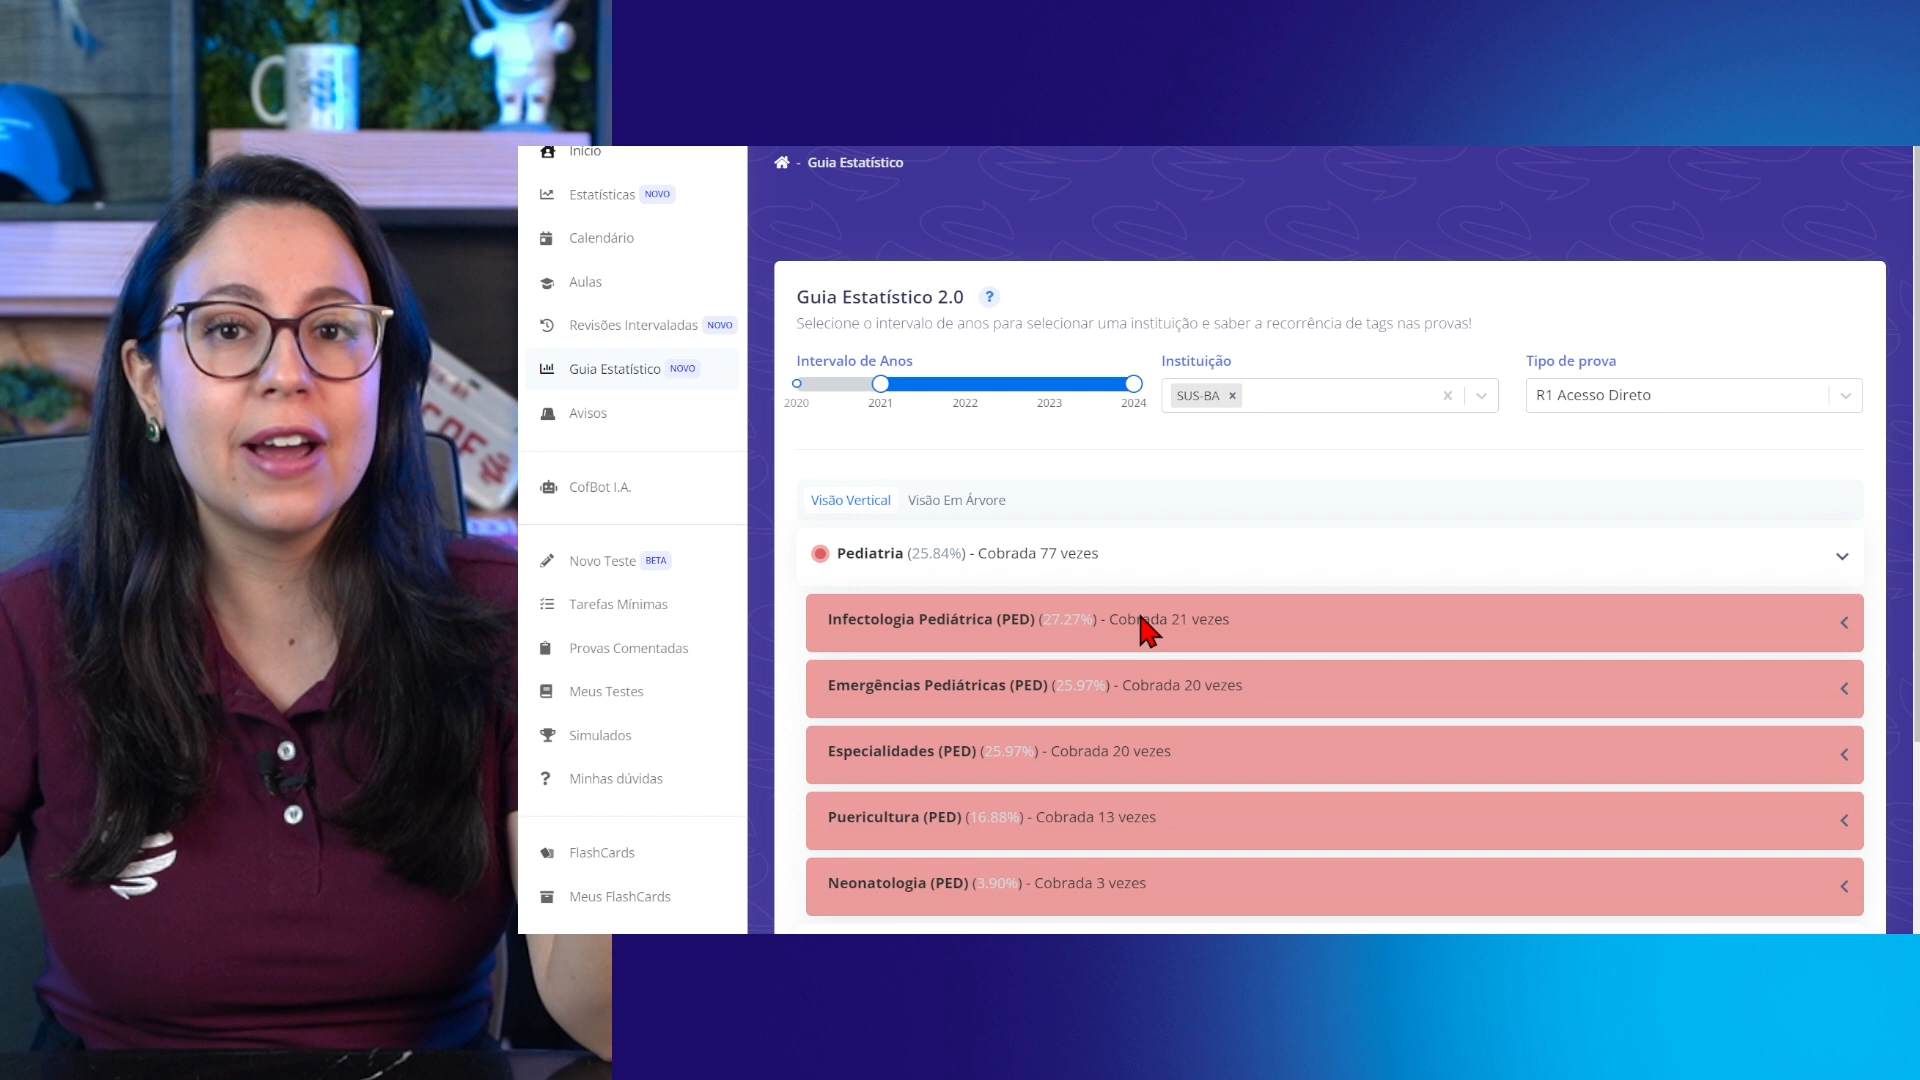 Início
Estatísticas NOVO
Calendário
Aulas
Revisões Intervaladas NOVO
Guia Estatístico NOVO
Avisos
CofBot I.A.
Novo Teste BETA
Tarefas Mínimas
Provas Comentadas
Meus Testes
Simulados
Minhas dúvidas
FlashCards
Meus FlashCards
- Guia Estatístico
Guia Estatístico 2.0 ?
Selecione o intervalo de anos para selecionar uma instituição e saber a recorrência de tags nas provas!
Intervalo de Anos
2020 2021 2022 2023 2024
Instituição
SUS-BA ×
Tipo de prova
R1 Acesso Direto
Visão Vertical Visão Em Árvore
Pediatria (25.84%) - Cobrada 77 vezes
Infectologia Pediátrica (PED) (27.27%) - Cobrada 21 vezes
Emergências Pediátricas (PED) (25.97%) - Cobrada 20 vezes
Especialidades (PED) (25.97%) - Cobrada 20 vezes
Puericultura (PED) (16.88%) - Cobrada 13 vezes
Neonatologia (PED) (3.90%) - Cobrada 3 vezes